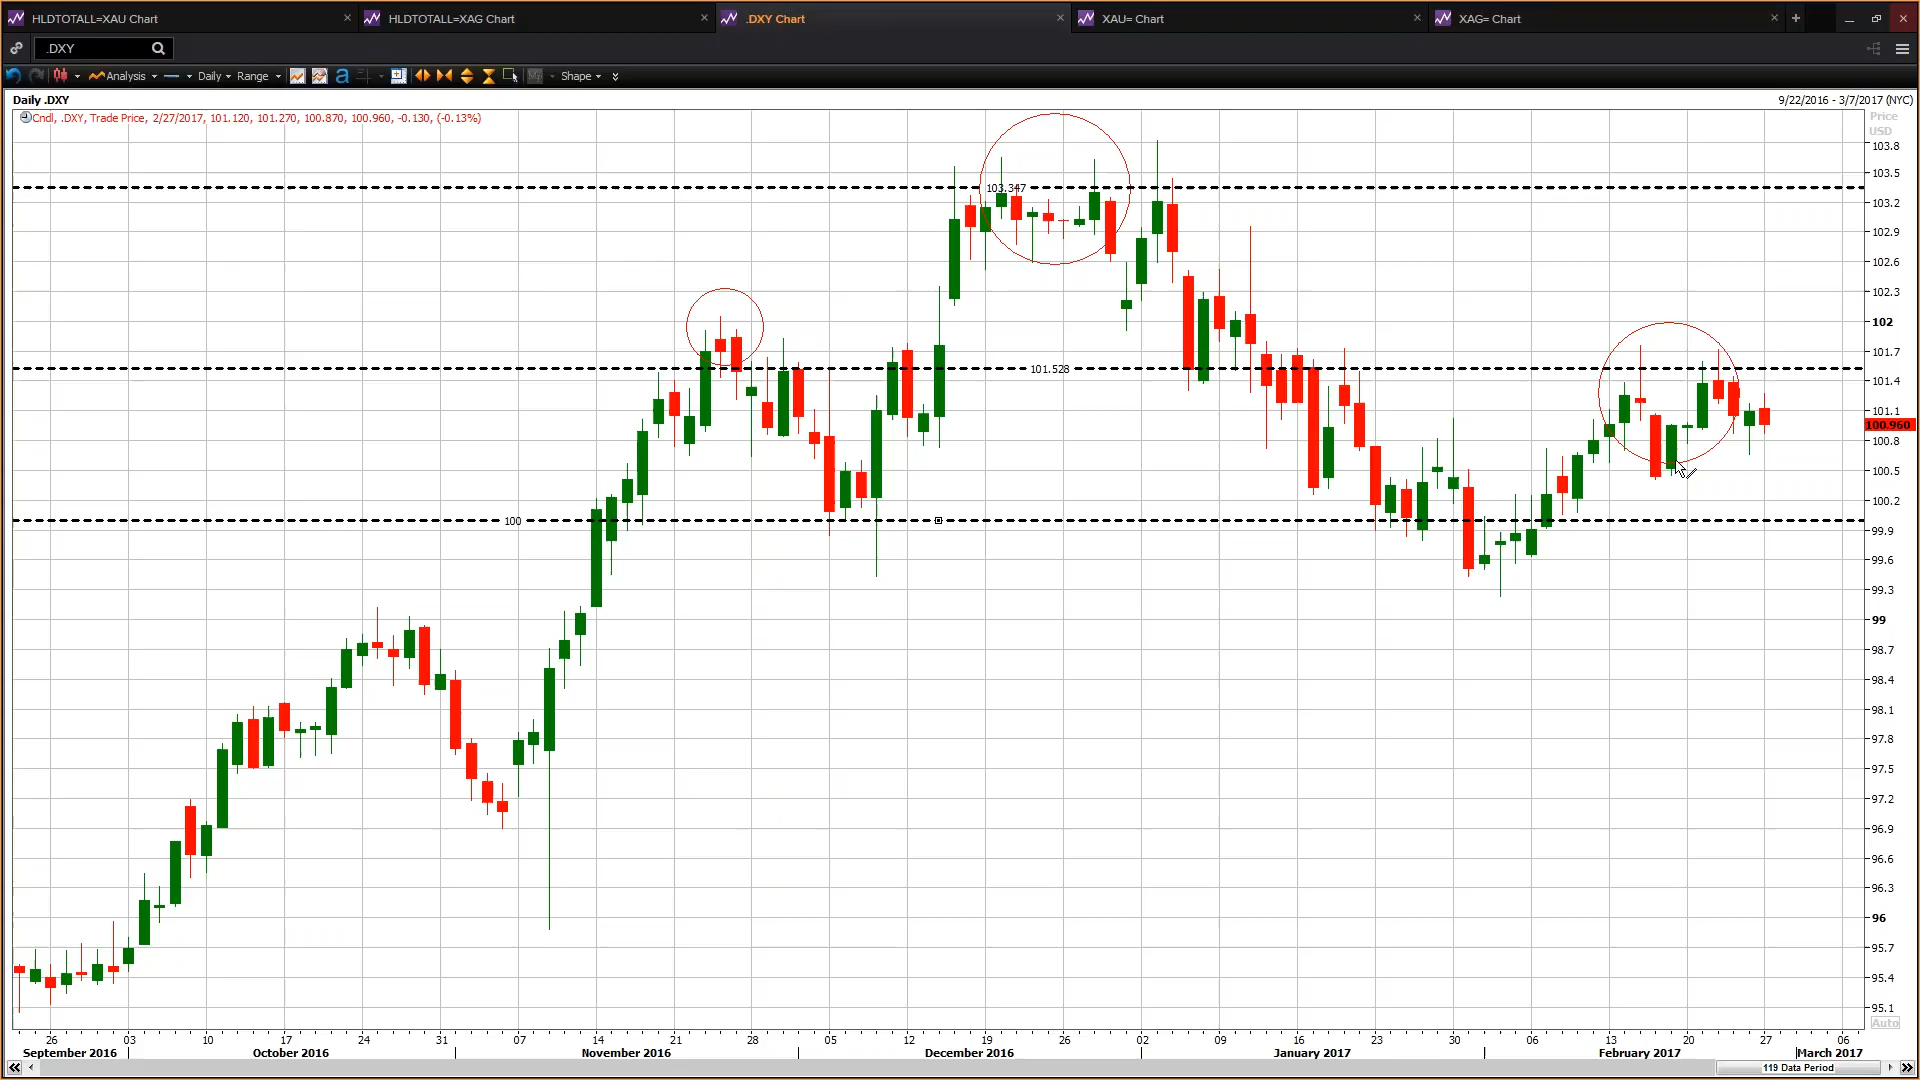 HLDTOTALL=XAU Chart
HLDTOTALL=XAG Chart
.DXY Chart
XAU= Chart
XAG= Chart
.DXY
Analysis
Daily
Range
Shape
Daily .DXY
9/22/2016 - 3/7/2017 (NYC)
Cndl, .DXY, Trade Price, 2/27/2017, 101.120, 101.270, 100.870, 100.960, -0.130, (-0.13%)
Price
USD
103.8
103.5
103.347
103.2
102.9
102.6
102.3
102
101.7
101.528
101.4
101.1
100.960
100.8
100.5
100.2
100
99.9
99.6
99.3
99
98.7
98.4
98.1
97.8
97.5
97.2
96.9
96.6
96.3
96
95.7
95.4
95.1
Auto
26 03 10 17 24 31 07 14 21 28 05 12 19 26 02 09 16 23 30 06 13 20 27 06
September 2016 October 2016 November 2016 December 2016 January 2017 February 2017 March 2017
119 Data Period